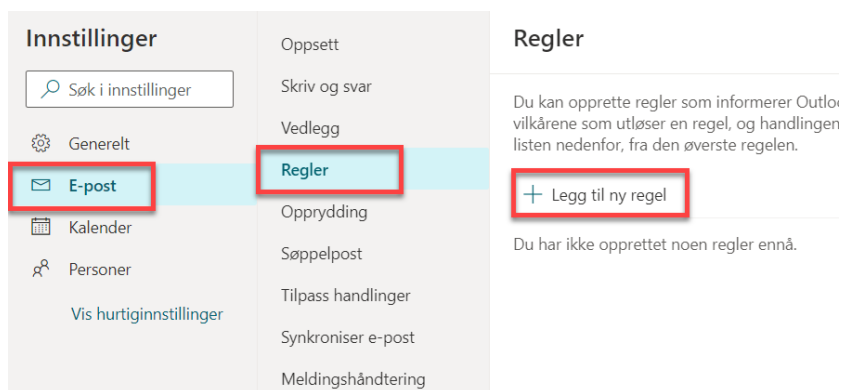 Innstillinger
Søk i innstillinger
Generelt
E-post
Kalender
Personer
Vis hurtiginnstillinger
Oppsett
Skriv og svar
Vedlegg
Regler
Opprydding
Søppelpost
Tilpass handlinger
Synkroniser e-post
Meldingshåndtering
Regler
Du kan opprette regler som informerer
vilkårene som utløser en regel, og handlingen
listen nedenfor, fra den øverste regelen.
Legg til ny regel
Du har ikke opprettet noen regler ennå.